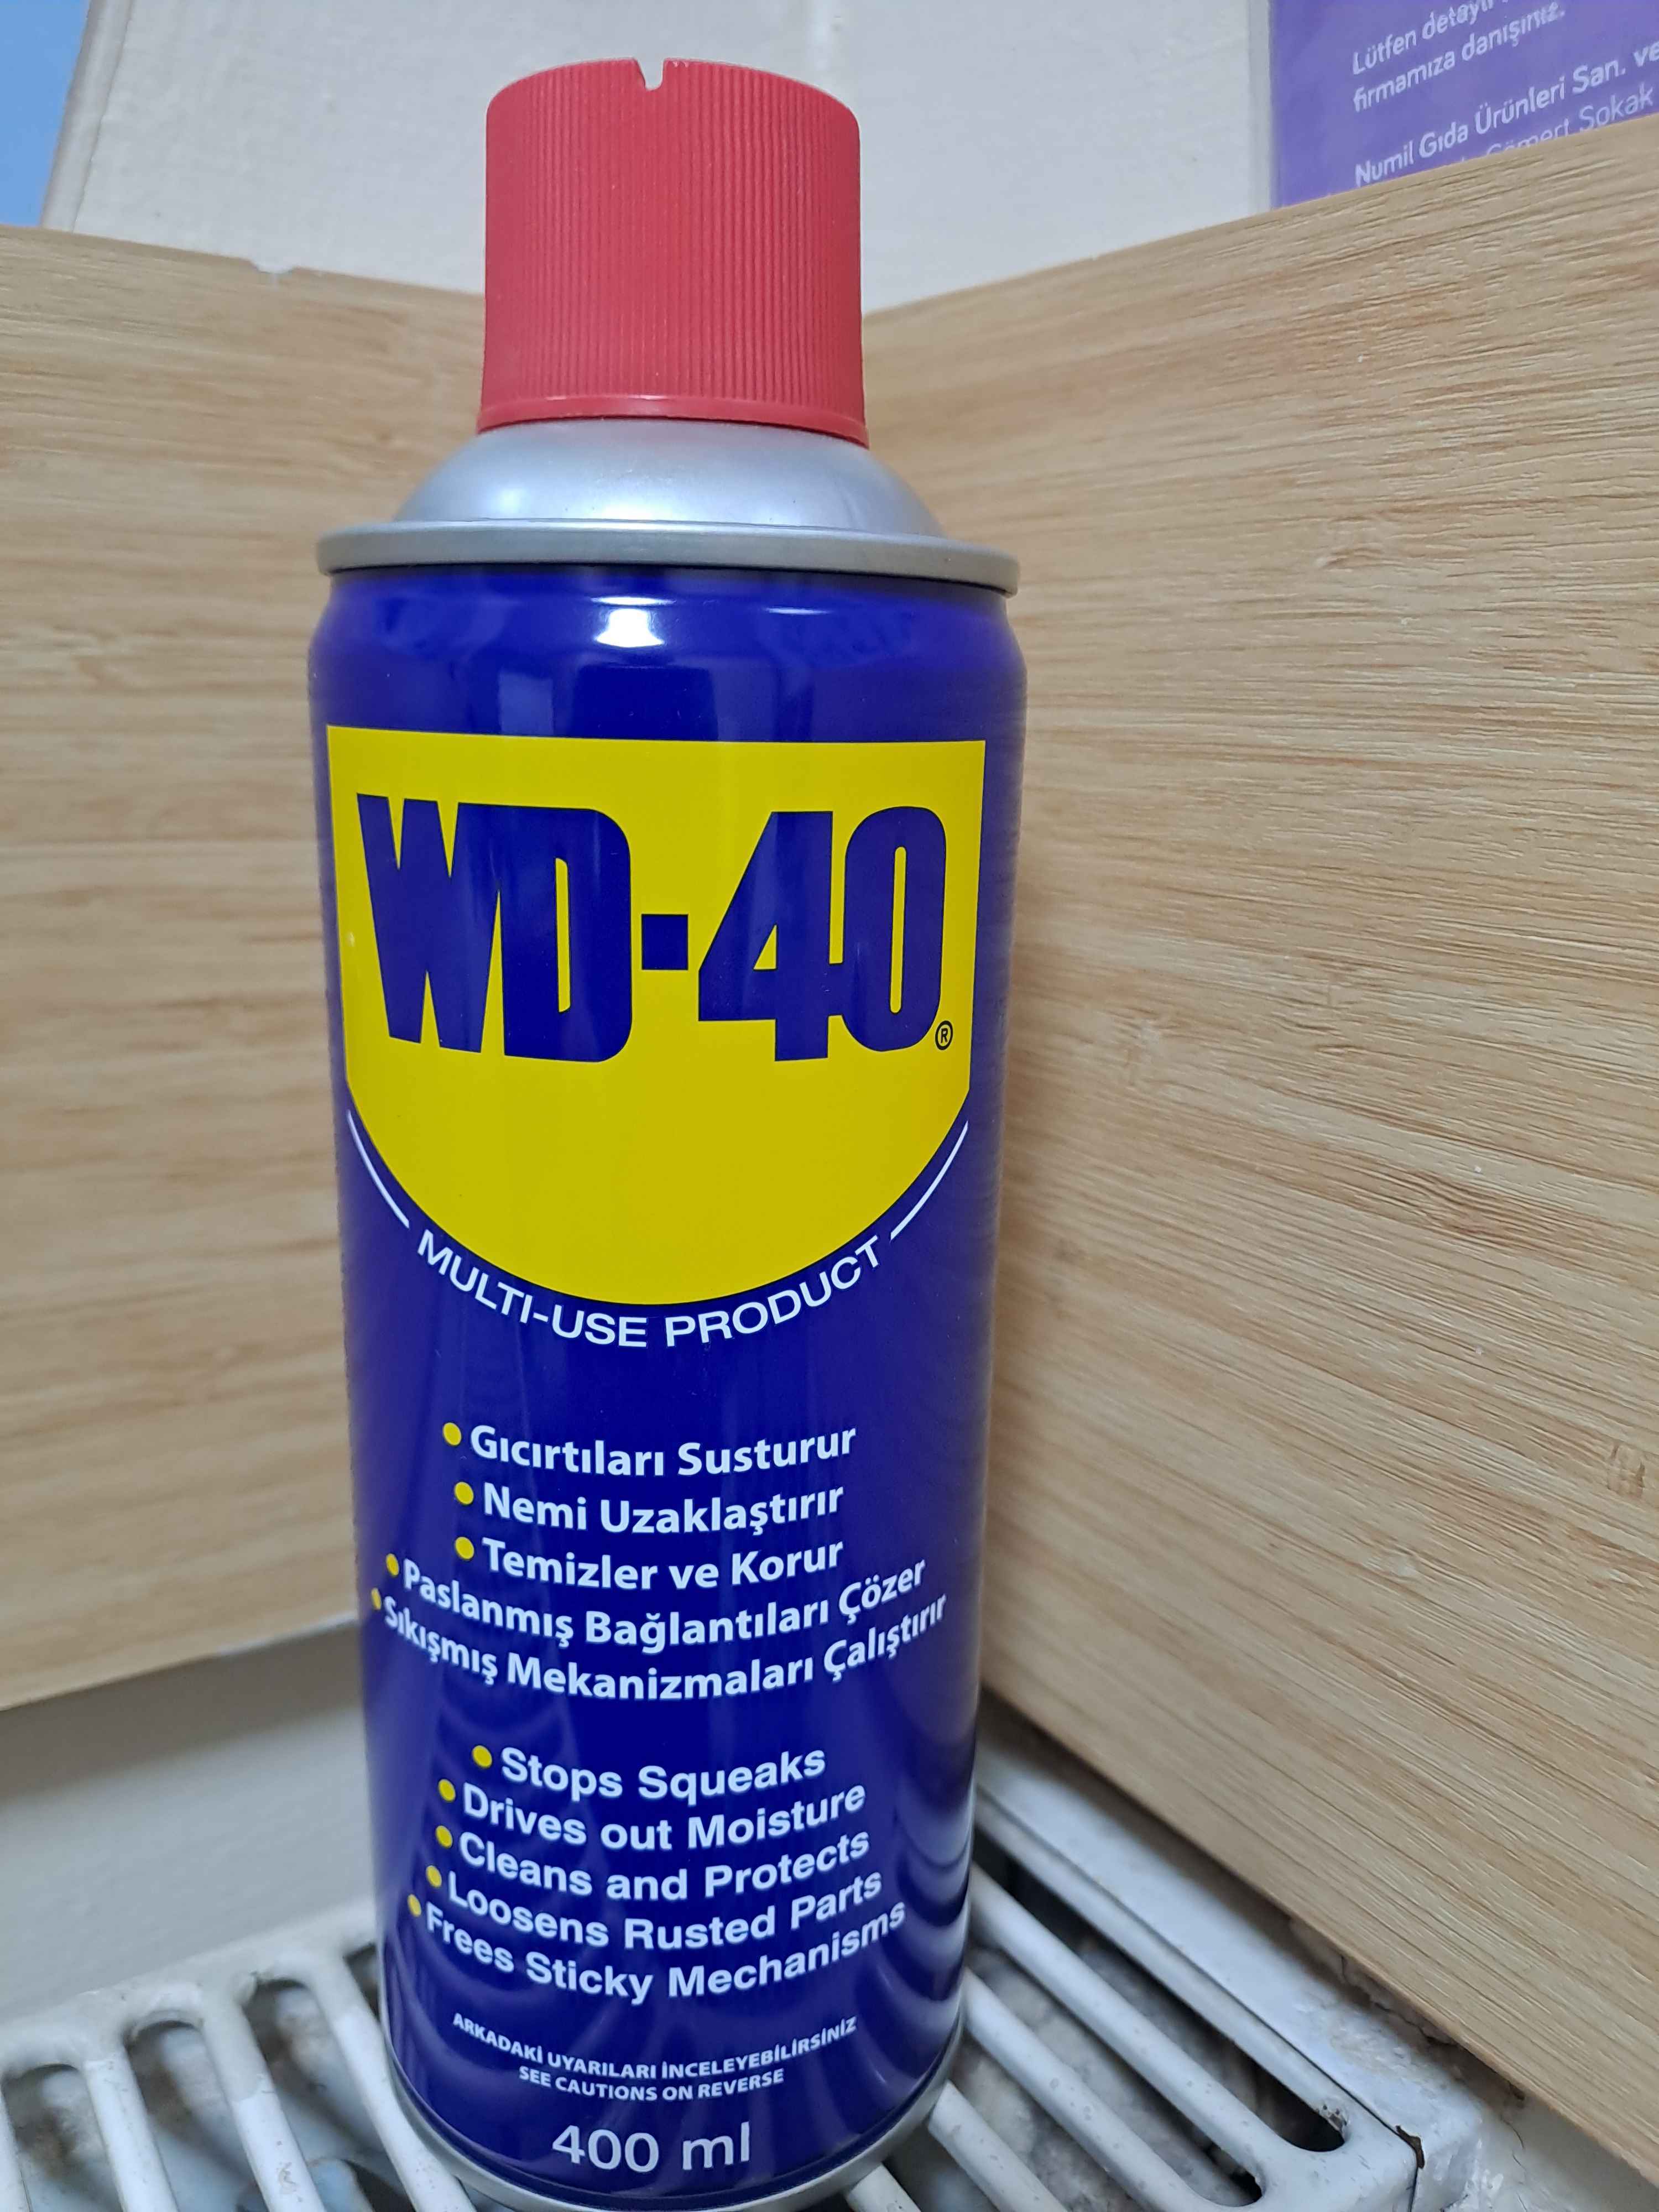 Lütfen detaylı
firmamıza danışınız.
Numil Gıda Ürünleri San. ve
Sokak
WD-40®
MULTI-USE PRODUCT
• Gıcırtıları Susturur
• Nemi Uzaklaştırır
• Temizler ve Korur
• Paslanmış Bağlantıları Çözer
• Sıkışmış Mekanizmaları Çalıştırır
• Stops Squeaks
• Drives out Moisture
• Cleans and Protects
• Loosens Rusted Parts
• Frees Sticky Mechanisms
ARKADAKİ UYARILARI İNCELEYEBİLİRSİNİZ
SEE CAUTIONS ON REVERSE
400 ml